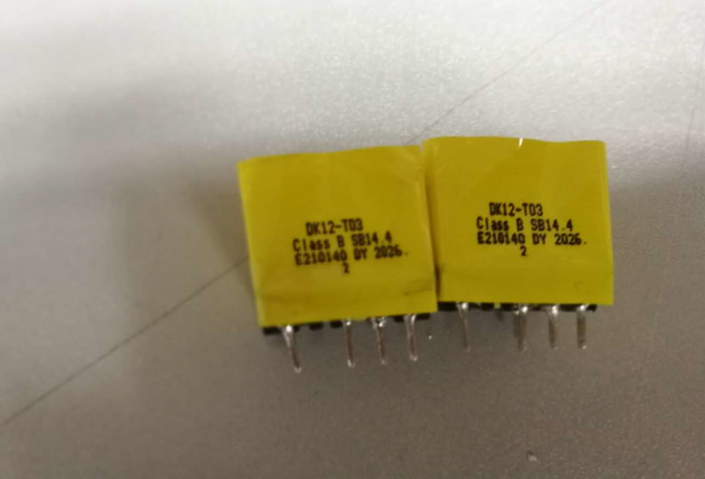 DK12-T03
Class B SB14.4
E210140 DY 2026.
2
DK12-T03
Class B SB14.4
E210140 DY 2026.
2